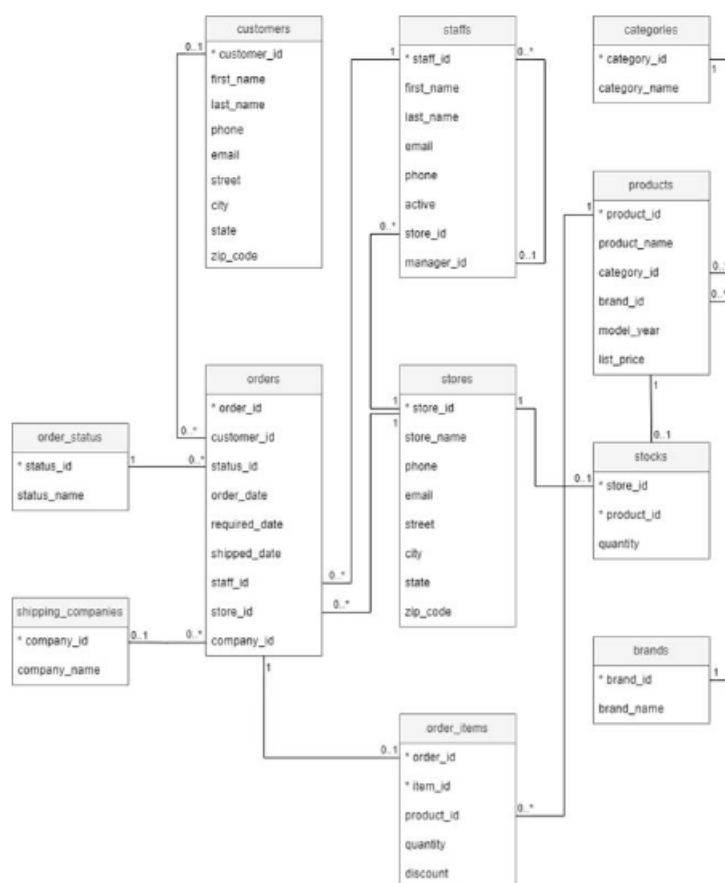 customers
0..1
* customer_id
first_name
last_name
phone
email
street
city
state
zip_code
staffs
1
* staff_id
0..*
first_name
last_name
email
phone
active
0..*
store_id
manager_id
0..1
categories
* category_id
1
category_name
products
1
* product_id
product_name
category_id
brand_id
0..*
model_year
list_price
1
orders
* order_id
0..*
customer_id
0..*
status_id
order_date
required_date
shipped_date
staff_id
0..*
store_id
0..*
0..*
company_id
1
order_status
* status_id
1
status_name
shipping_companies
* company_id
0..1
company_name
stores
1
* store_id
1
1
store_name
phone
email
street
city
state
zip_code
0..1
stocks
0..1
* store_id
* product_id
quantity
brands
* brand_id
1
brand_name
order_items
0..1
* order_id
* item_id
product_id
0..*
quantity
discount